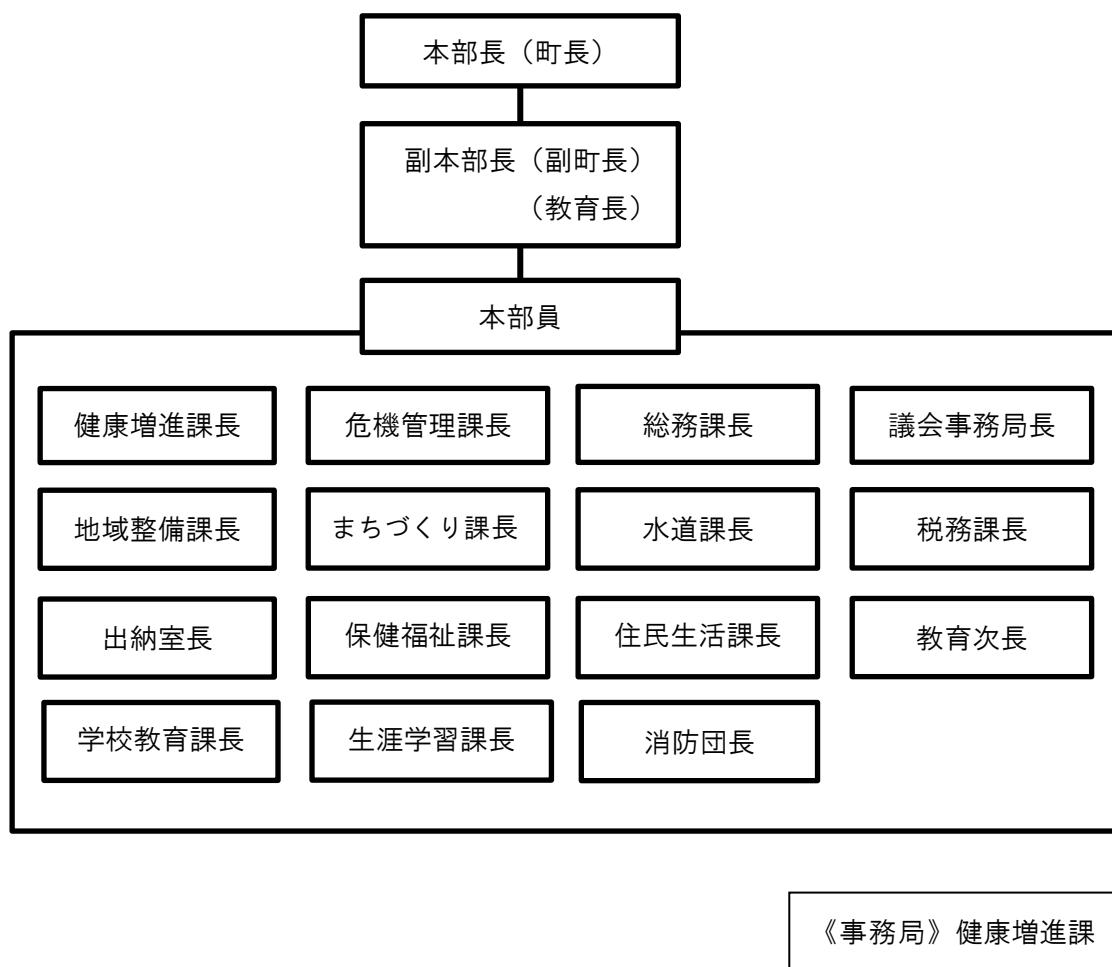 本部長（町長）
副本部長（副町長）
（教育長）
本部員
健康増進課長
危機管理課長
総務課長
議会事務局長
地域整備課長
まちづくり課長
水道課長
税務課長
出納室長
保健福祉課長
住民生活課長
教育次長
学校教育課長
生涯学習課長
消防団長
《事務局》健康増進課